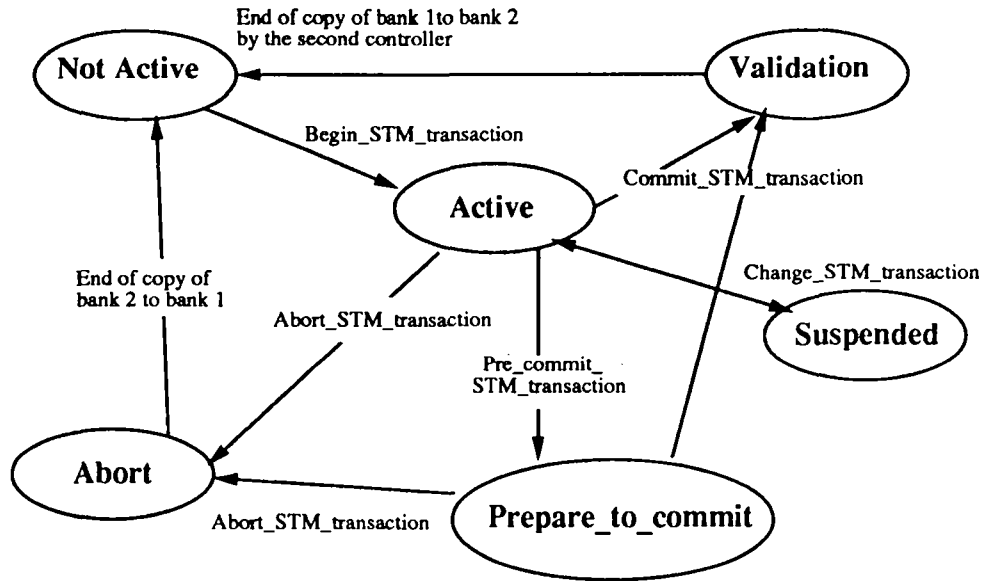 End of copy of bank 1to bank 2
by the second controller
Not Active
Validation
Begin_STM_transaction
Commit_STM_transaction
Active
Change_STM_transaction
End of copy of
bank 2 to bank 1
Suspended
Abort_STM_transaction
Pre_commit_
STM_transaction
Abort
Prepare_to_commit
Abort_STM_transaction